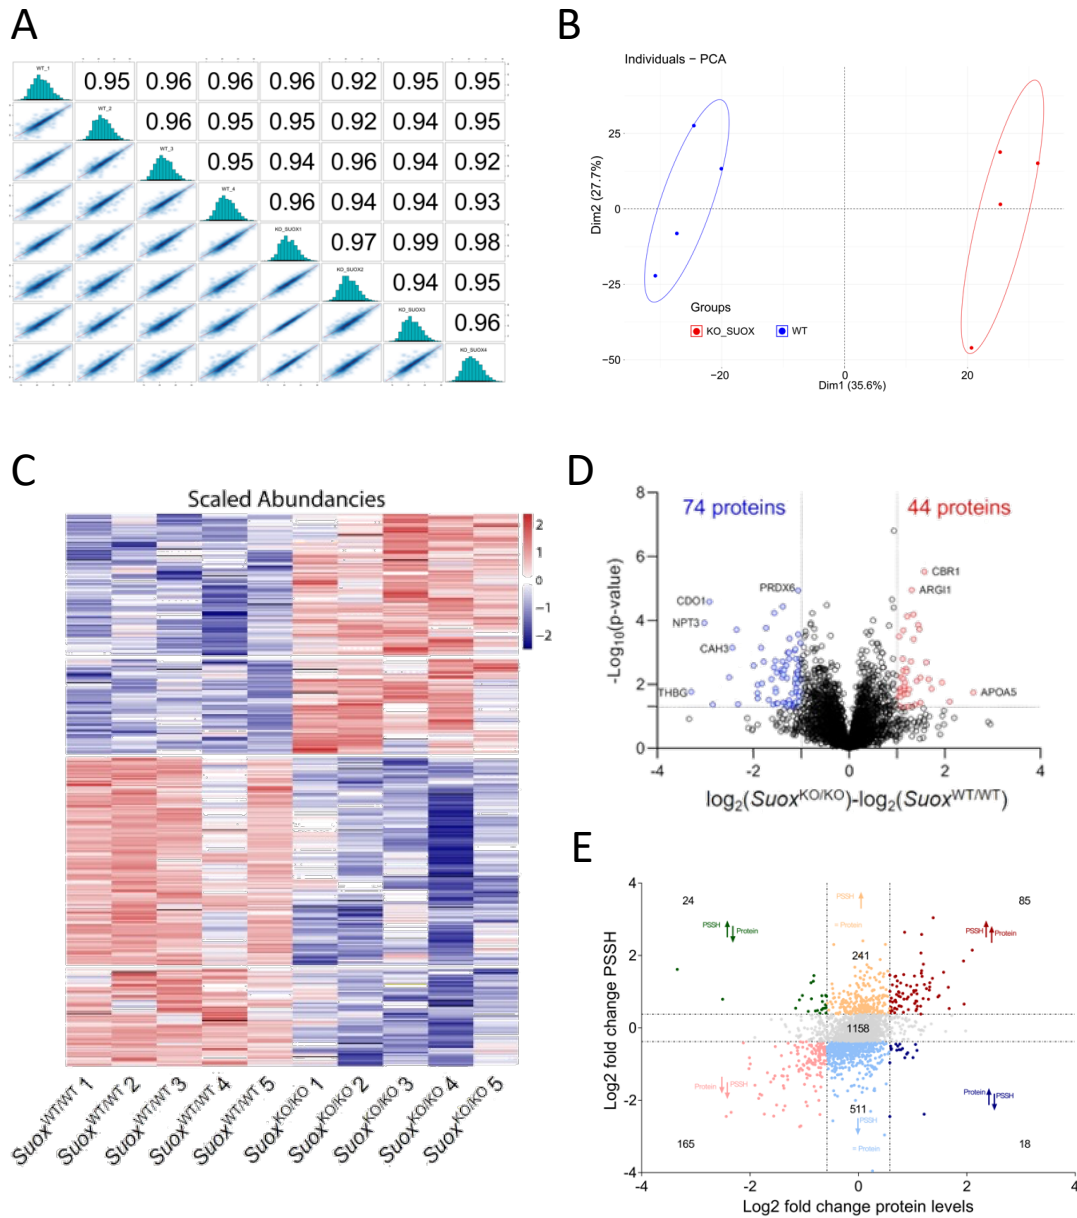 A
WT_1
0.95 0.96 0.96 0.96 0.92 0.95 0.95
WT_2
0.96 0.95 0.95 0.92 0.94 0.95
WT_3
0.95 0.94 0.96 0.94 0.92
WT_4
0.96 0.94 0.94 0.93
KO_SUOX1
0.97 0.99 0.98
KO_SUOX2
0.94 0.95
KO_SUOX3
0.96
KO_SUOX4
B
Individuals – PCA
Dim2 (27.7%)
25
0
−25
−50
Groups
KO_SUOX WT
−20 0 20
Dim1 (35.6%)
C
Scaled Abundancies
2
1
0
−1
−2
Suox^WT/WT 1
Suox^WT/WT 2
Suox^WT/WT 3
Suox^WT/WT 4
Suox^WT/WT 5
Suox^KO/KO 1
Suox^KO/KO 2
Suox^KO/KO 3
Suox^KO/KO 4
Suox^KO/KO 5
D
74 proteins 44 proteins
-Log10(p-value)
8
6
4
2
0
PRDX6
CBR1
ARGI1
CDO1
NPT3
CAH3
THBG
APOA5
-4 -2 0 2 4
log2(Suox^KO/KO)-log2(Suox^WT/WT)
E
Log2 fold change PSSH
4
2
0
-2
-4
24
PSSH Protein
PSSH
= Protein
241
85
PSSH Protein
1158
Protein PSSH
165
511
PSSH
= Protein
Protein PSSH
18
-4 -2 0 2 4
Log2 fold change protein levels